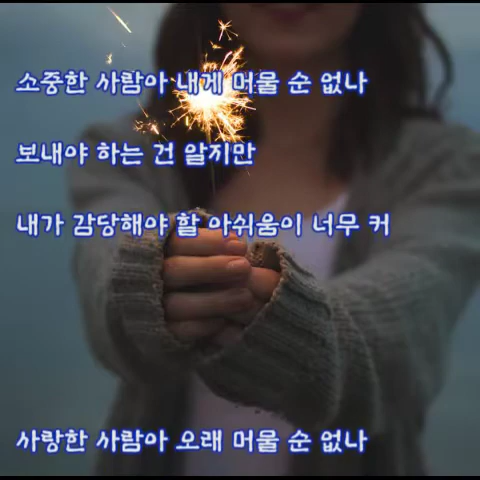 소중한 사람아 내게 머물 순 없나
보내야 하는 건 알지만
내가 감당해야 할 아쉬움이 너무 커
사랑한 사람아 오래 머물 순 없나